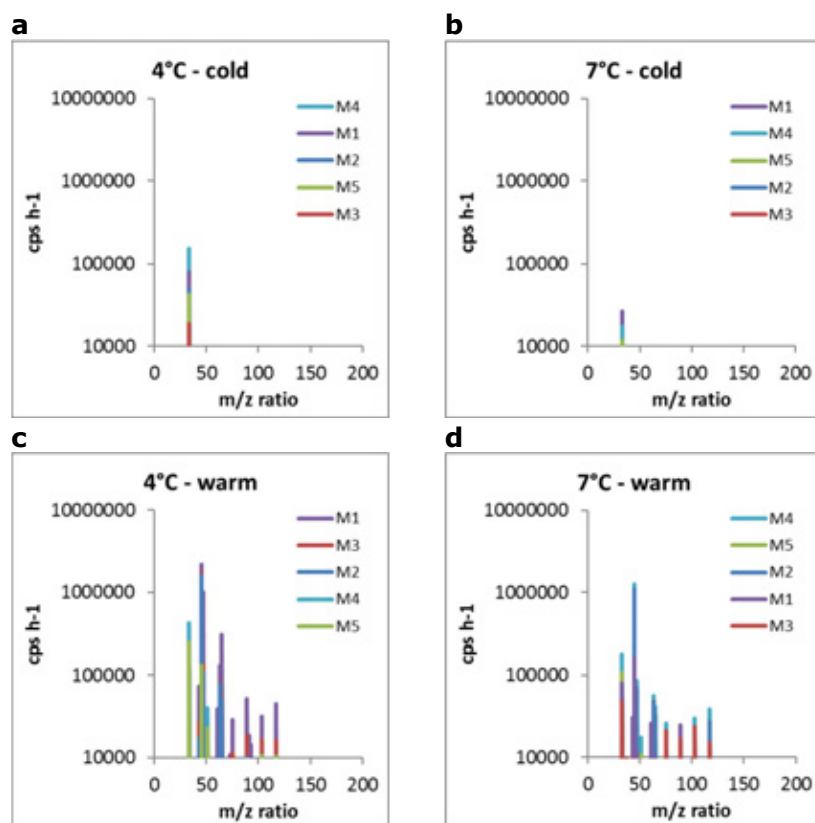 a
4°C - cold
cps h-1
10000000
1000000
100000
10000
0 50 100 150 200
m/z ratio
M4
M1
M2
M5
M3
b
7°C - cold
cps h-1
10000000
1000000
100000
10000
0 50 100 150 200
m/z ratio
M1
M4
M5
M2
M3
c
4°C - warm
cps h-1
10000000
1000000
100000
10000
0 50 100 150 200
m/z ratio
M1
M3
M2
M4
M5
d
7°C - warm
cps h-1
10000000
1000000
100000
10000
0 50 100 150 200
m/z ratio
M4
M5
M2
M1
M3